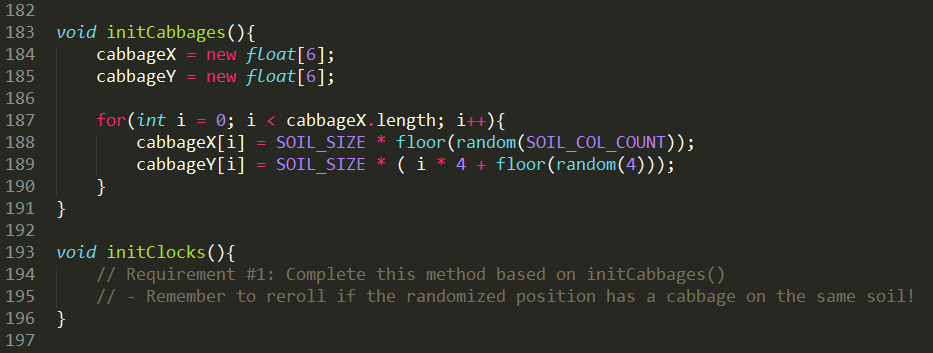 182
183 void initCabbages(){
184     cabbageX = new float[6];
185     cabbageY = new float[6];
186
187     for(int i = 0; i < cabbageX.length; i++){
188         cabbageX[i] = SOIL_SIZE * floor(random(SOIL_COL_COUNT));
189         cabbageY[i] = SOIL_SIZE * ( i * 4 + floor(random(4)));
190     }
191 }
192
193 void initClocks(){
194     // Requirement #1: Complete this method based on initCabbages()
195     // - Remember to reroll if the randomized position has a cabbage on the same soil!
196 }
197